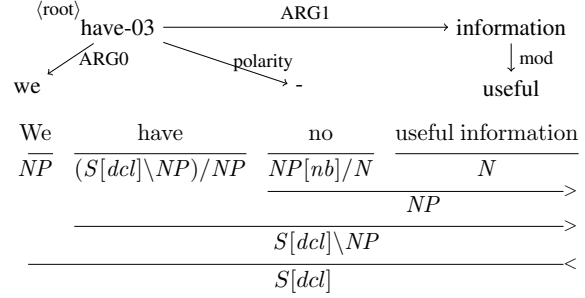 ⟨root⟩
have-03 ARG1 information
ARG0 polarity mod
we - useful
We have no useful information
NP (S[dcl]\NP)/NP NP[nb]/N N
>
NP
>
S[dcl]\NP
<
S[dcl]